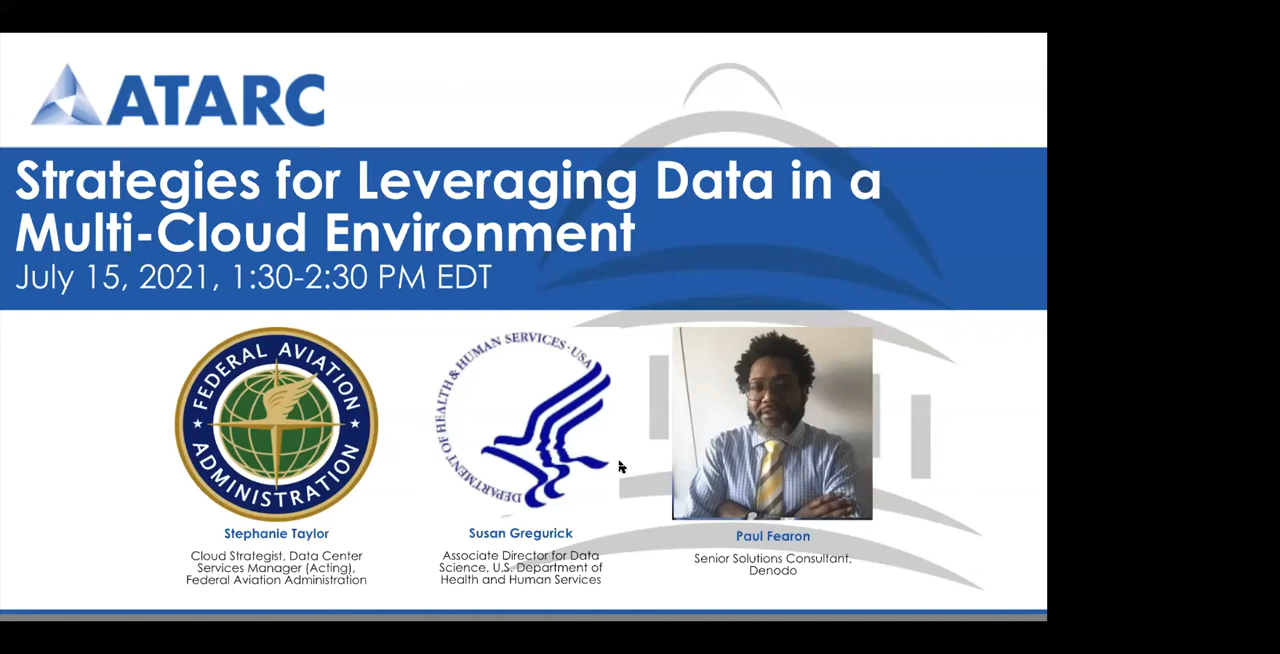 ATARC
Strategies for Leveraging Data in a
Multi-Cloud Environment
July 15, 2021, 1:30-2:30 PM EDT
FEDERAL AVIATION
ADMINISTRATION
DEPARTMENT OF HEALTH & HUMAN SERVICES · USA
Stephanie Taylor
Cloud Strategist, Data Center
Services Manager (Acting),
Federal Aviation Administration
Susan Gregurick
Associate Director for Data
Science, U.S. Department of
Health and Human Services
Paul Fearon
Senior Solutions Consultant,
Denodo